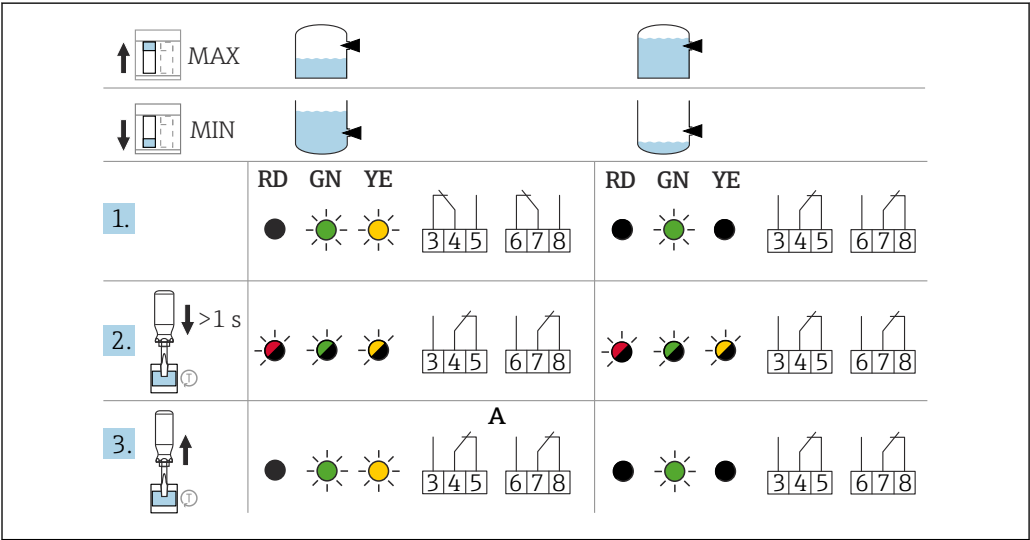 MAX
MIN
RD GN YE RD GN YE
1. 3 4 5 6 7 8 3 4 5 6 7 8
2. >1 s T 3 4 5 6 7 8 3 4 5 6 7 8
A
3. T 3 4 5 6 7 8 3 4 5 6 7 8